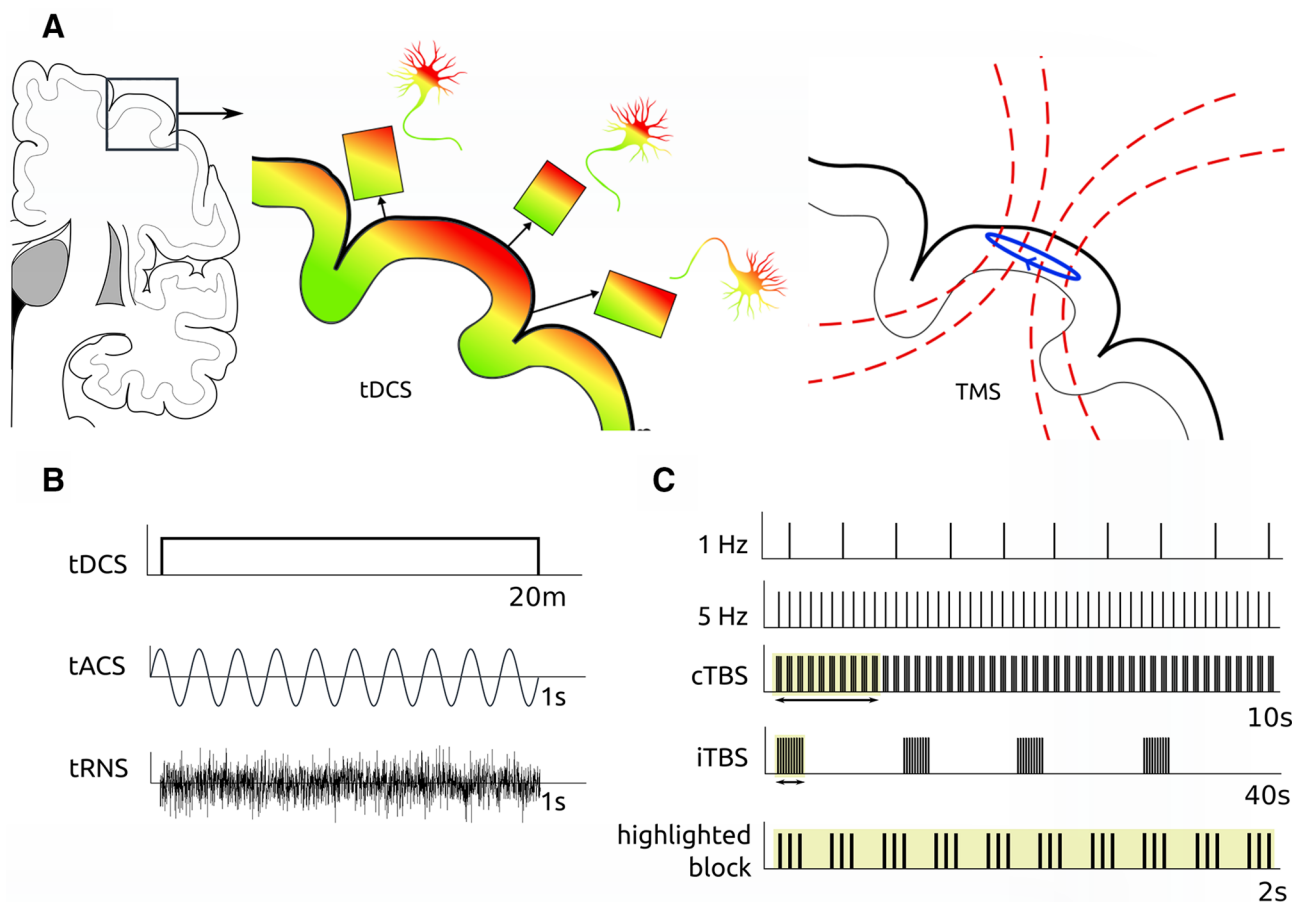 A
tDCS
TMS
B
tDCS
20m
tACS
1s
tRNS
1s
C
1 Hz
5 Hz
cTBS
10s
iTBS
40s
highlighted
block
2s